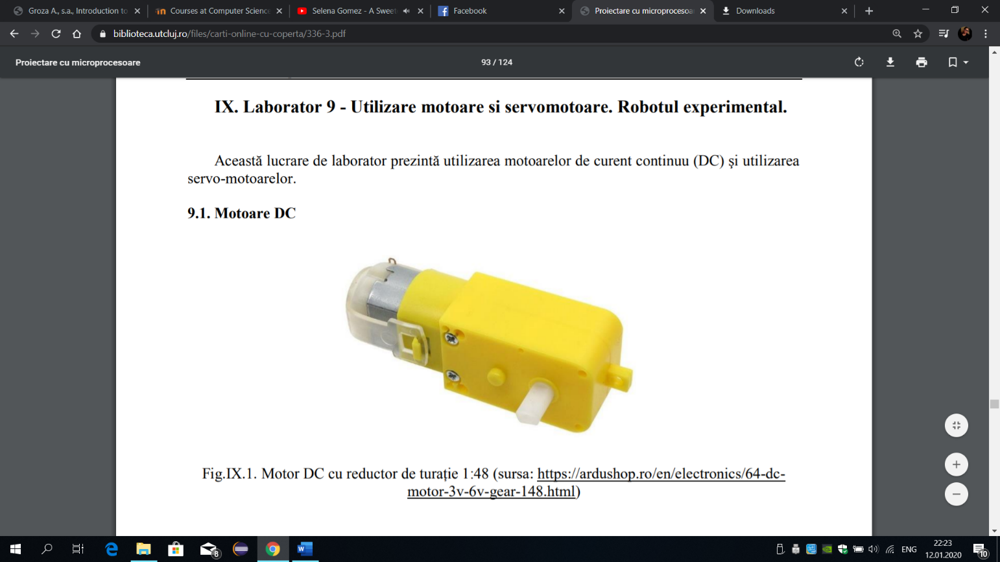 Groza A., s.a., Introduction to
Courses at Computer Science
Selena Gomez - A Sweet
Facebook
Proiectare cu microprocesoa
Downloads
biblioteca.utcluj.ro/files/carti-online-cu-coperta/336-3.pdf
Proiectare cu microprocesoare
93 / 124
IX. Laborator 9 - Utilizare motoare si servomotoare. Robotul experimental.
Această lucrare de laborator prezintă utilizarea motoarelor de curent continuu (DC) şi utilizarea
servo-motoarelor.
9.1. Motoare DC
Fig.IX.1. Motor DC cu reductor de turație 1:48 (sursa: https://ardushop.ro/en/electronics/64-dc-
motor-3v-6v-gear-148.html)
8
W
ENG
22:23
12.01.2020
10